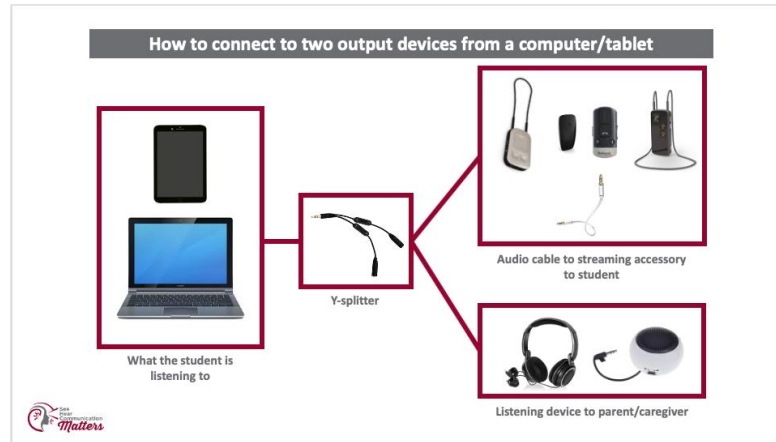 How to connect to two output devices from a computer/tablet
Audio cable to streaming accessory
to student
Y-splitter
What the student is
listening to
Listening device to parent/caregiver
See
Hear
Communication
Matters